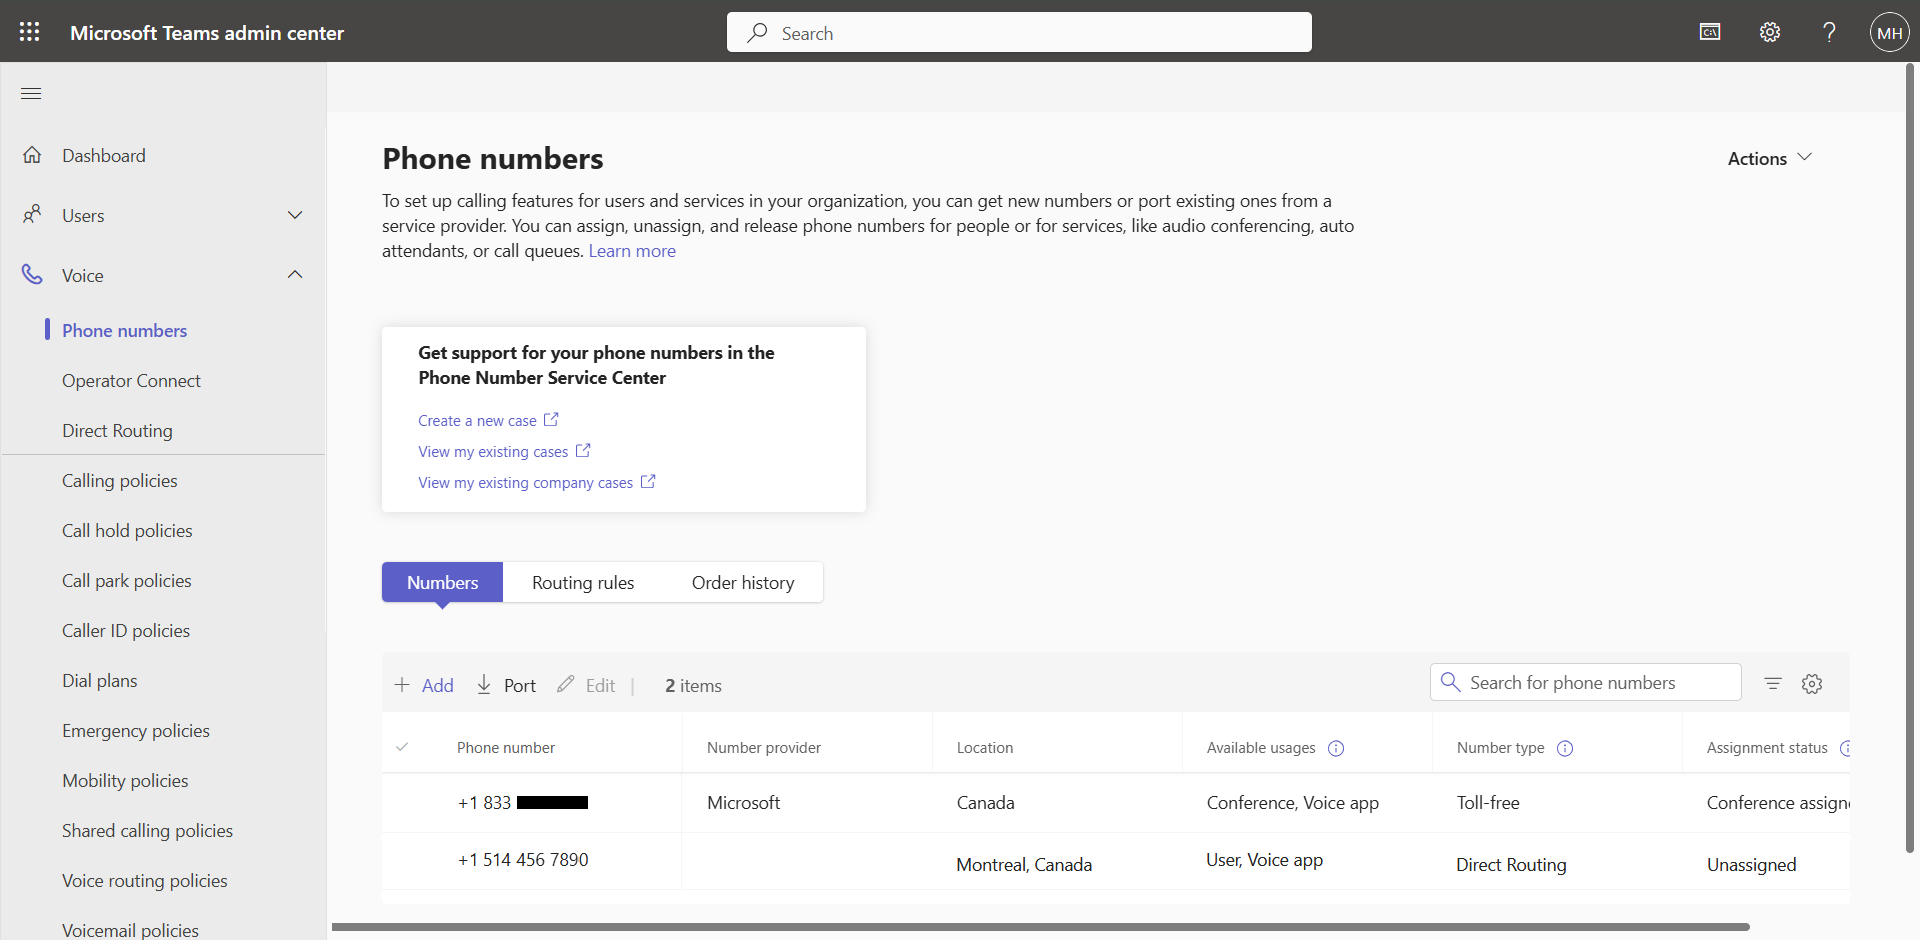 Microsoft Teams admin center
Search
MH
Dashboard
Users
Voice
Phone numbers
Operator Connect
Direct Routing
Calling policies
Call hold policies
Call park policies
Caller ID policies
Dial plans
Emergency policies
Mobility policies
Shared calling policies
Voice routing policies
Voicemail policies
Phone numbers
Actions
To set up calling features for users and services in your organization, you can get new numbers or port existing ones from a
service provider. You can assign, unassign, and release phone numbers for people or for services, like audio conferencing, auto
attendants, or call queues. Learn more
Get support for your phone numbers in the
Phone Number Service Center
Create a new case
View my existing cases
View my existing company cases
Numbers Routing rules Order history
Add Port Edit | 2 items Search for phone numbers
Phone number Number provider Location Available usages Number type Assignment status
+1 833 Microsoft Canada Conference, Voice app Toll-free Conference assign
+1 514 456 7890 Montreal, Canada User, Voice app Direct Routing Unassigned